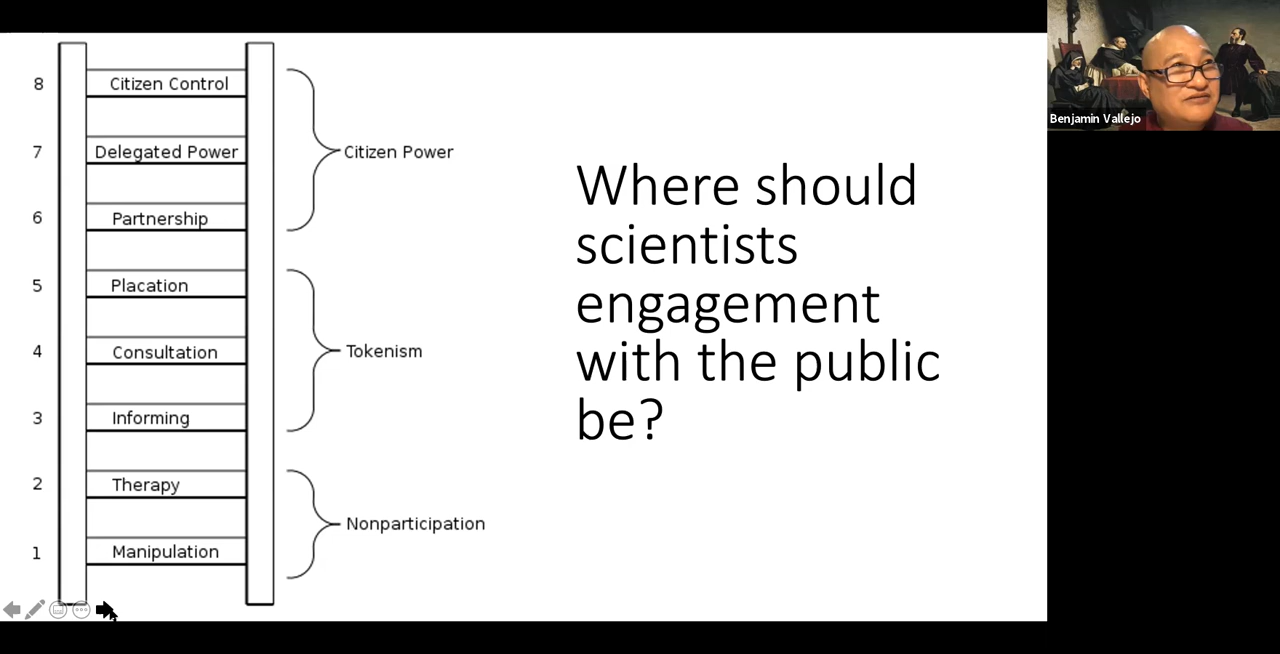 8 Citizen Control
7 Delegated Power Citizen Power
6 Partnership
5 Placation
4 Consultation Tokenism
3 Informing
2 Therapy
Nonparticipation
1 Manipulation
Where should
scientists
engagement
with the public
be?
Benjamin Vallejo